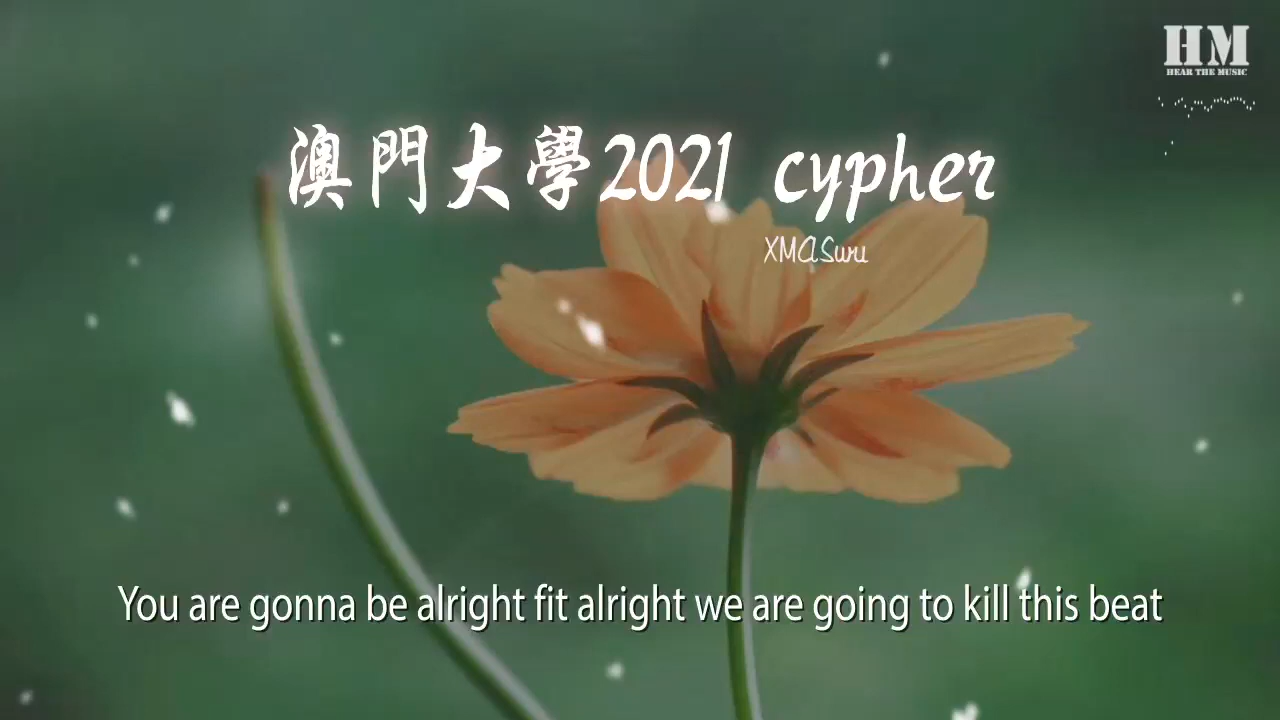 HM
HEAR THE MUSIC
澳門大學2021 cypher
XMASwu
You are gonna be alright fit alright we are going to kill this beat